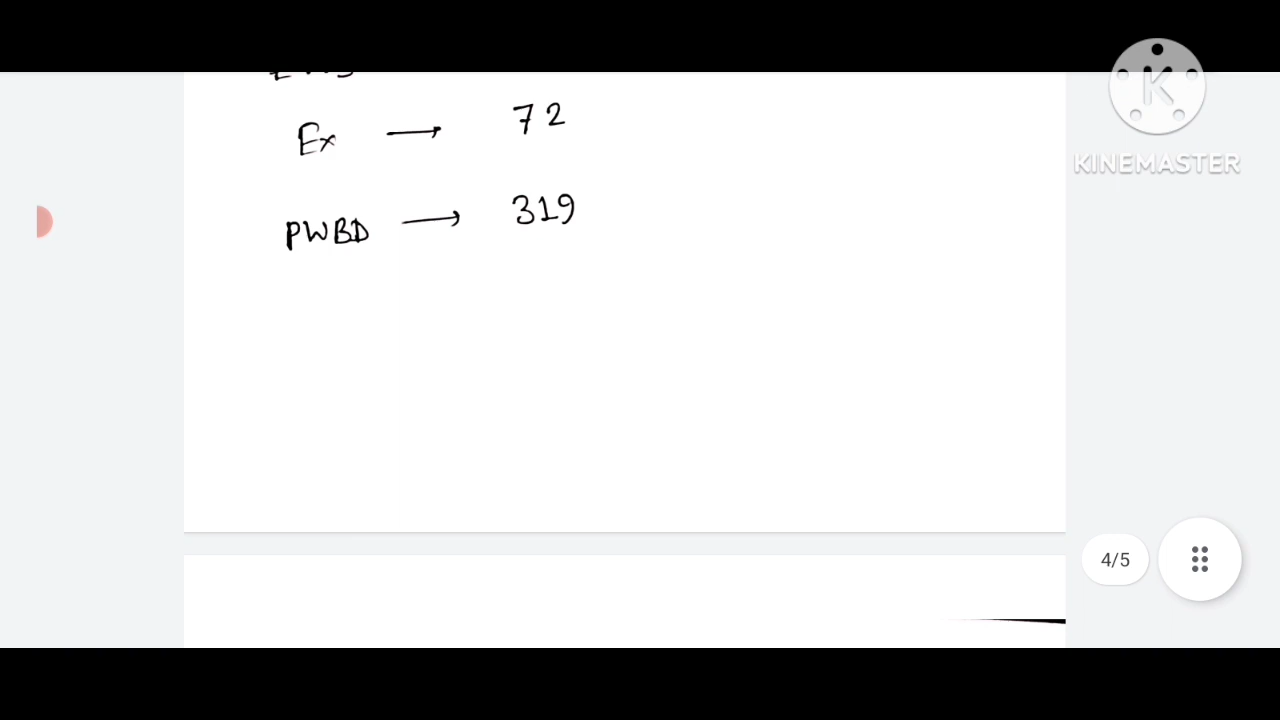 Ex → 72
KINEMASTER
PWBD → 319
4/5